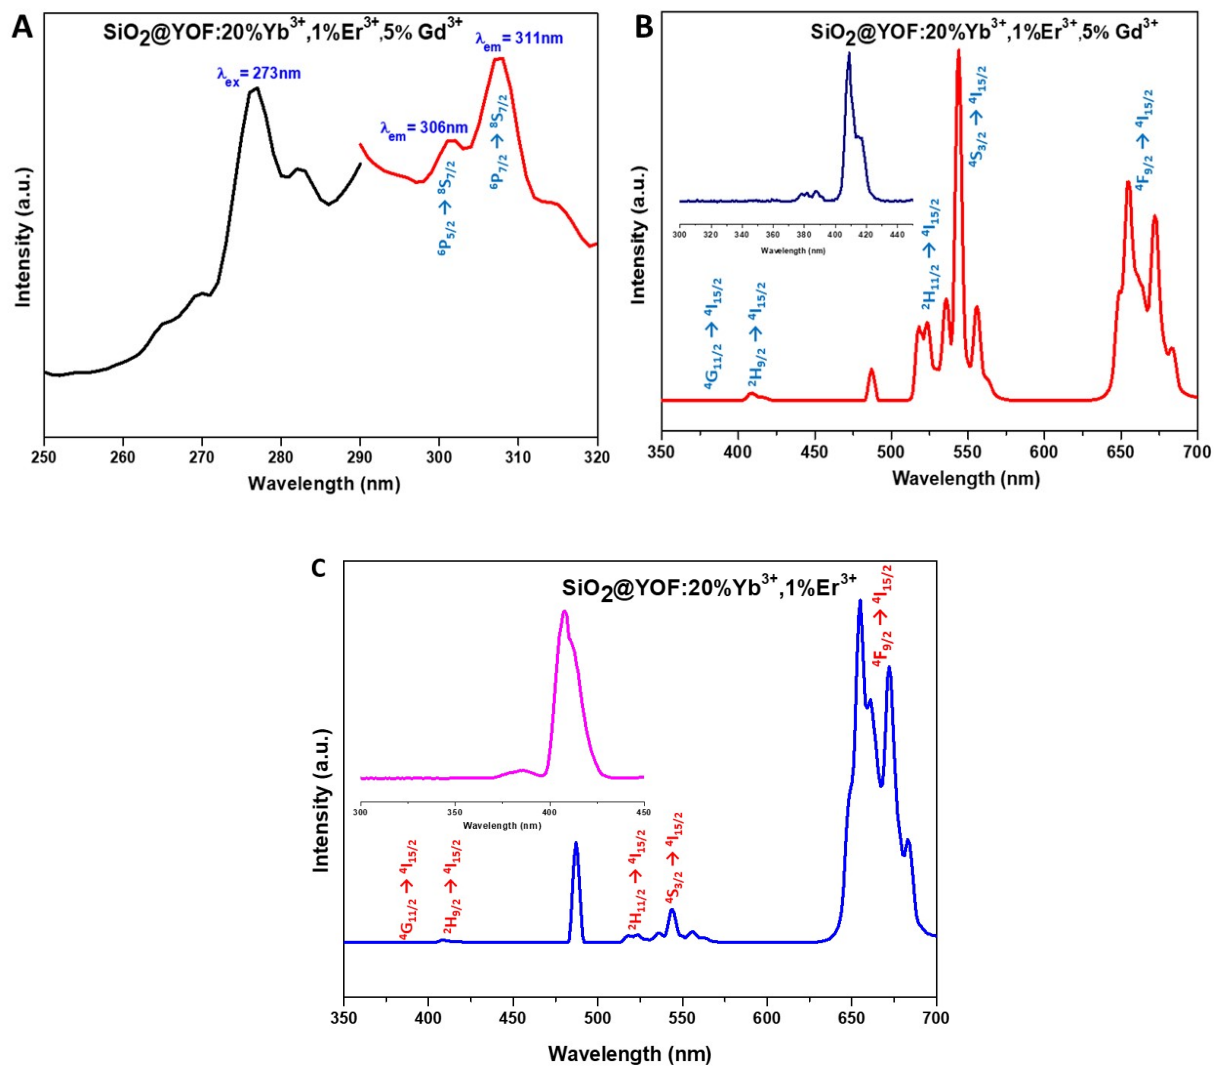 A
SiO₂@YOF:20%Yb³⁺,1%Er³⁺,5% Gd³⁺
λem= 311nm
λex= 273nm
λem= 306nm
⁶P5/2 → ⁸S7/2
⁶P7/2 → ⁸S7/2
Intensity (a.u.)
250 260 270 280 290 300 310 320
Wavelength (nm)
B
SiO₂@YOF:20%Yb³⁺,1%Er³⁺,5% Gd³⁺
300 320 340 360 380 400 420 440
Wavelength (nm)
⁴G11/2 → ⁴I15/2
²H9/2 → ⁴I15/2
²H11/2 → ⁴I15/2
⁴S3/2 → ⁴I15/2
⁴F9/2 → ⁴I15/2
Intensity (a.u.)
350 400 450 500 550 600 650 700
Wavelength (nm)
C
SiO₂@YOF:20%Yb³⁺,1%Er³⁺
300 350 400 450
Wavelength (nm)
⁴G11/2 → ⁴I15/2
²H9/2 → ⁴I15/2
²H11/2 → ⁴I15/2
⁴S3/2 → ⁴I15/2
⁴F9/2 → ⁴I15/2
Intensity (a.u.)
350 400 450 500 550 600 650 700
Wavelength (nm)